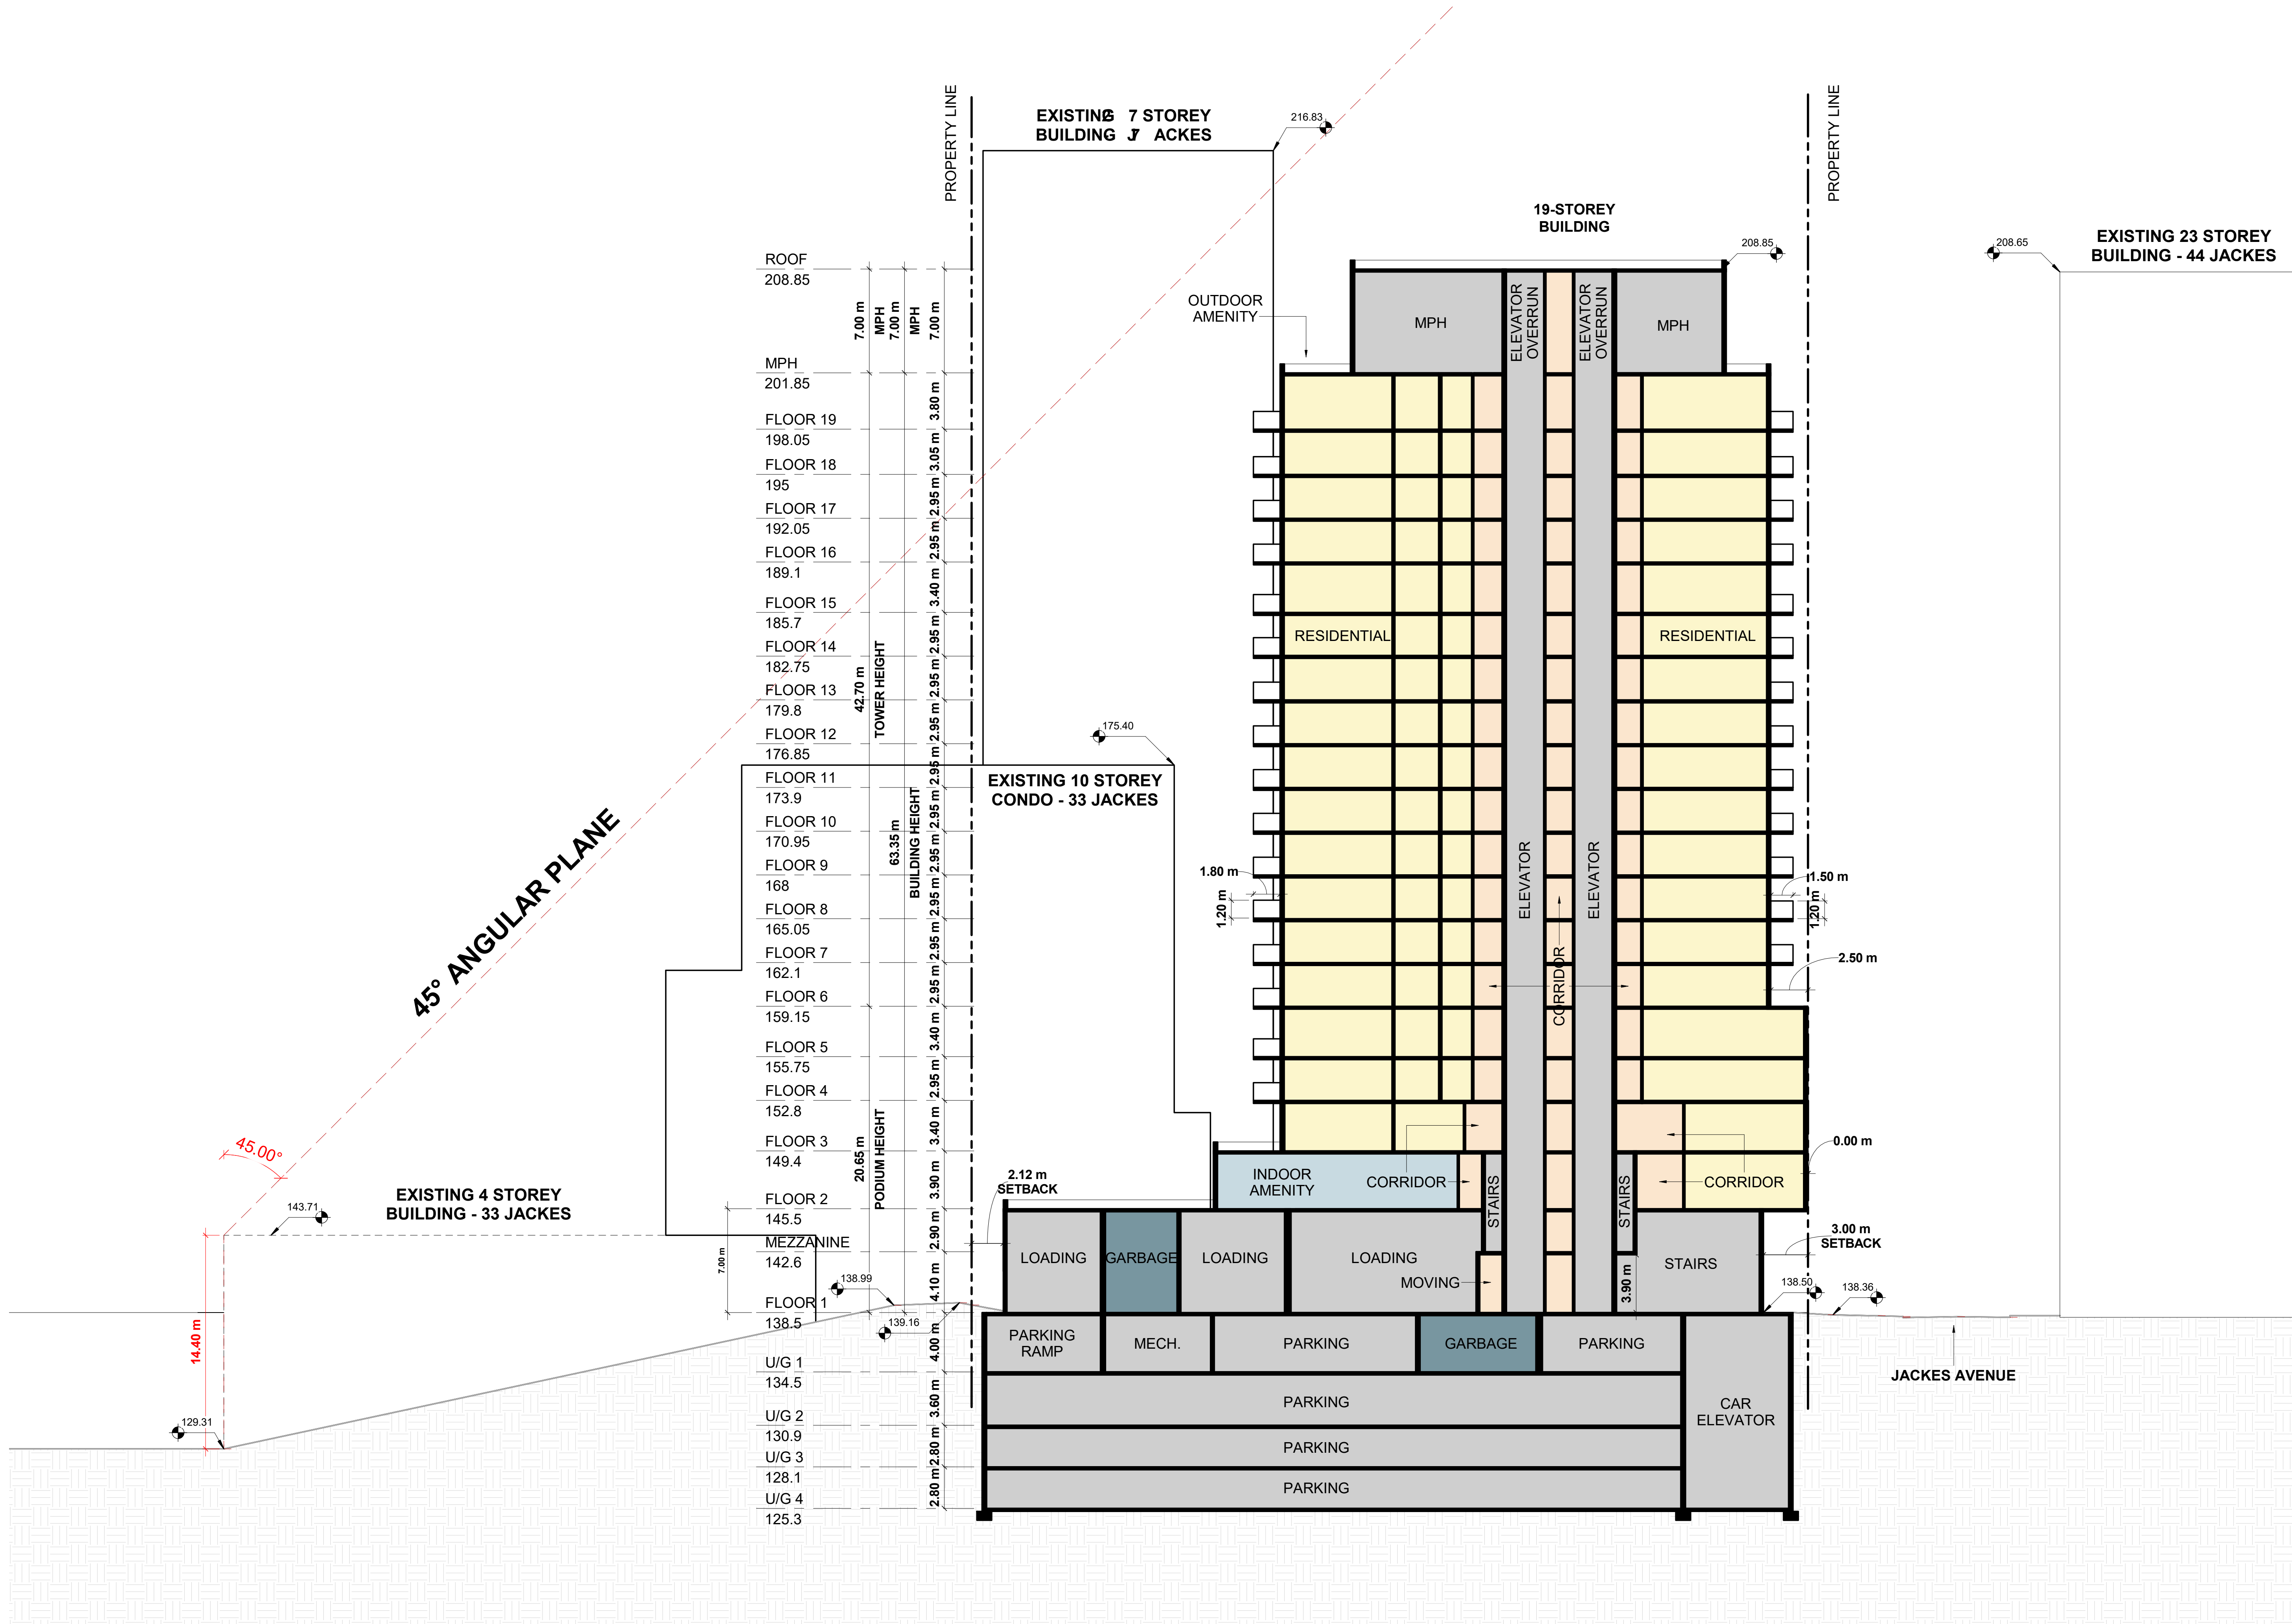 PROPERTY LINE
EXISTING 7 STOREY
BUILDING ACKES
216.83
PROPERTY LINE
19-STOREY
BUILDING
208.85
208.65
EXISTING 23 STOREY
BUILDING - 44 JACKES
OUTDOOR
AMENITY
ROOF
208.85
MPH
201.85
FLOOR 19
198.05
FLOOR 18
195
FLOOR 17
192.05
FLOOR 16
189.1
FLOOR 15
185.7
FLOOR 14
182.75
FLOOR 13
179.8
FLOOR 12
176.85
FLOOR 11
173.9
FLOOR 10
170.95
FLOOR 9
168
FLOOR 8
165.05
FLOOR 7
162.1
FLOOR 6
159.15
FLOOR 5
155.75
FLOOR 4
152.8
FLOOR 3
149.4
FLOOR 2
145.5
MEZZANINE
142.6
FLOOR 1
138.5
U/G 1
134.5
U/G 2
130.9
U/G 3
128.1
U/G 4
125.3
7.00 m
MPH
7.00 m
MPH
7.00 m
3.80 m
3.05 m
2.95 m
2.95 m
3.40 m
2.95 m
2.95 m
2.95 m
2.95 m
2.95 m
2.95 m
2.95 m
2.95 m
2.95 m
3.40 m
2.95 m
3.40 m
3.90 m
2.90 m
4.10 m
4.00 m
3.60 m
2.80 m
2.80 m
42.70 m
TOWER HEIGHT
63.35 m
BUILDING HEIGHT
20.65 m
PODIUM HEIGHT
7.00 m
175.40
EXISTING 10 STOREY
CONDO - 33 JACKES
45° ANGULAR PLANE
45.00°
143.71
EXISTING 4 STOREY
BUILDING - 33 JACKES
14.40 m
129.31
138.99
139.16
2.12 m
SETBACK
MPH
ELEVATOR
OVERRUN
ELEVATOR
OVERRUN
MPH
RESIDENTIAL
RESIDENTIAL
ELEVATOR
ELEVATOR
CORRIDOR
1.80 m
1.20 m
1.50 m
1.20 m
2.50 m
0.00 m
INDOOR
AMENITY
CORRIDOR
STAIRS
STAIRS
CORRIDOR
LOADING
GARBAGE
LOADING
LOADING
MOVING
3.90 m
STAIRS
3.00 m
SETBACK
138.50
138.36
PARKING
RAMP
MECH.
PARKING
GARBAGE
PARKING
JACKES AVENUE
PARKING
CAR
ELEVATOR
PARKING
PARKING